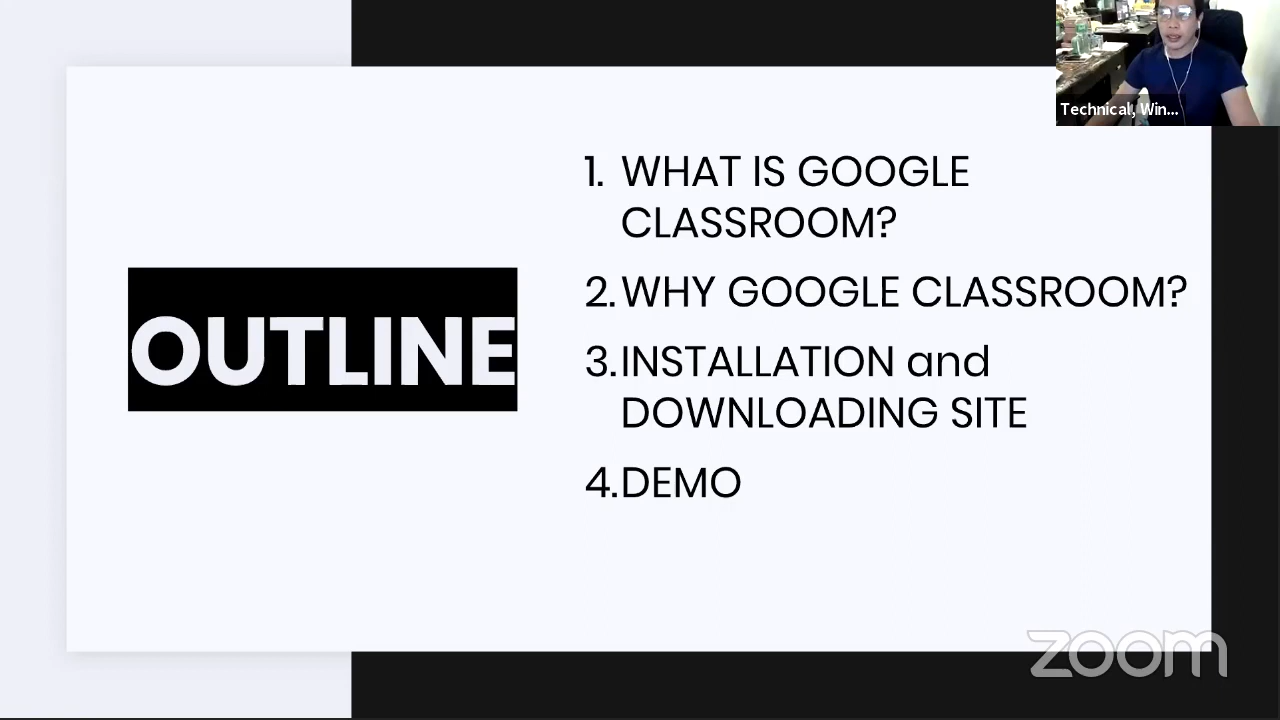 Technical, Win...
1. WHAT IS GOOGLE
CLASSROOM?
2. WHY GOOGLE CLASSROOM?
OUTLINE
3. INSTALLATION and
DOWNLOADING SITE
4. DEMO
zoom